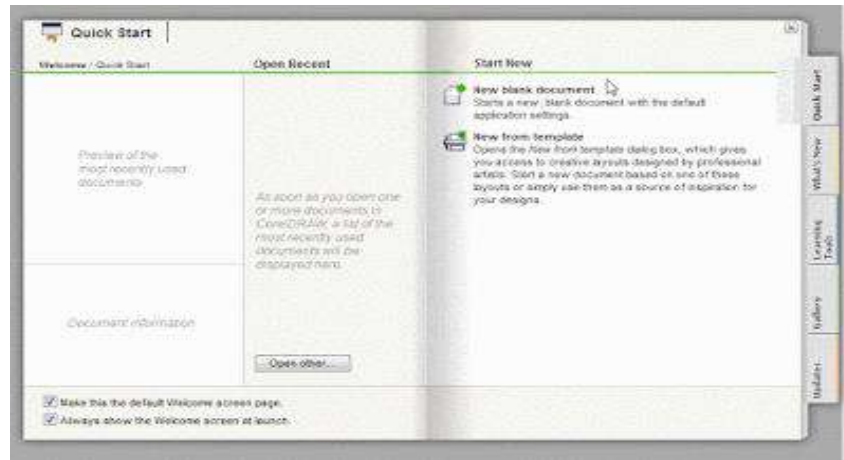 Quick Start
Welcome / Quick Start
Open Recent
Start New
Preview of the
most recently used
documents
Document information
As soon as you open one
or more documents in
CorelDRAW, a list of the
most recently used
documents will be
displayed here.
Open other...
New blank document
Starts a new, blank document with the default
application settings.
New from template
Opens the New from template dialog box, which gives
you access to creative layouts designed by professional
artists. Start a new document based on one of these
layouts or simply use them as a source of inspiration for
your designs.
Make this the default Welcome screen page.
Always show the Welcome screen at launch.
Quick Start
What's New
Learning
Tools
Gallery
Updates